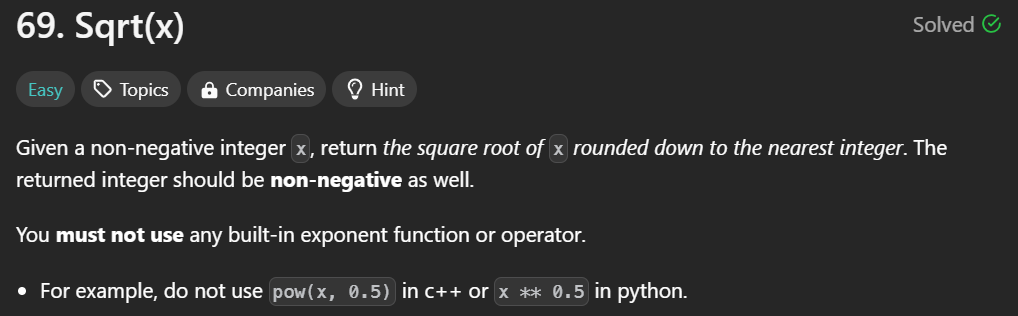 69. Sqrt(x)
Solved
Easy
Topics
Companies
Hint
Given a non-negative integer x, return the square root of x rounded down to the nearest integer. The
returned integer should be non-negative as well.
You must not use any built-in exponent function or operator.
• For example, do not use pow(x, 0.5) in c++ or x ** 0.5 in python.